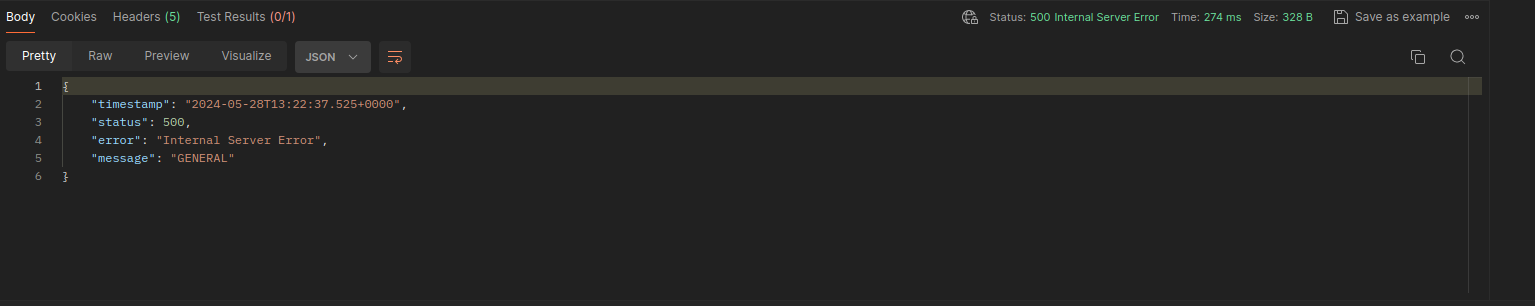 Body Cookies Headers (5) Test Results (0/1) Status: 500 Internal Server Error Time: 274 ms Size: 328 B Save as example
Pretty Raw Preview Visualize JSON
1 {
2 "timestamp": "2024-05-28T13:22:37.525+0000",
3 "status": 500,
4 "error": "Internal Server Error",
5 "message": "GENERAL"
6 }